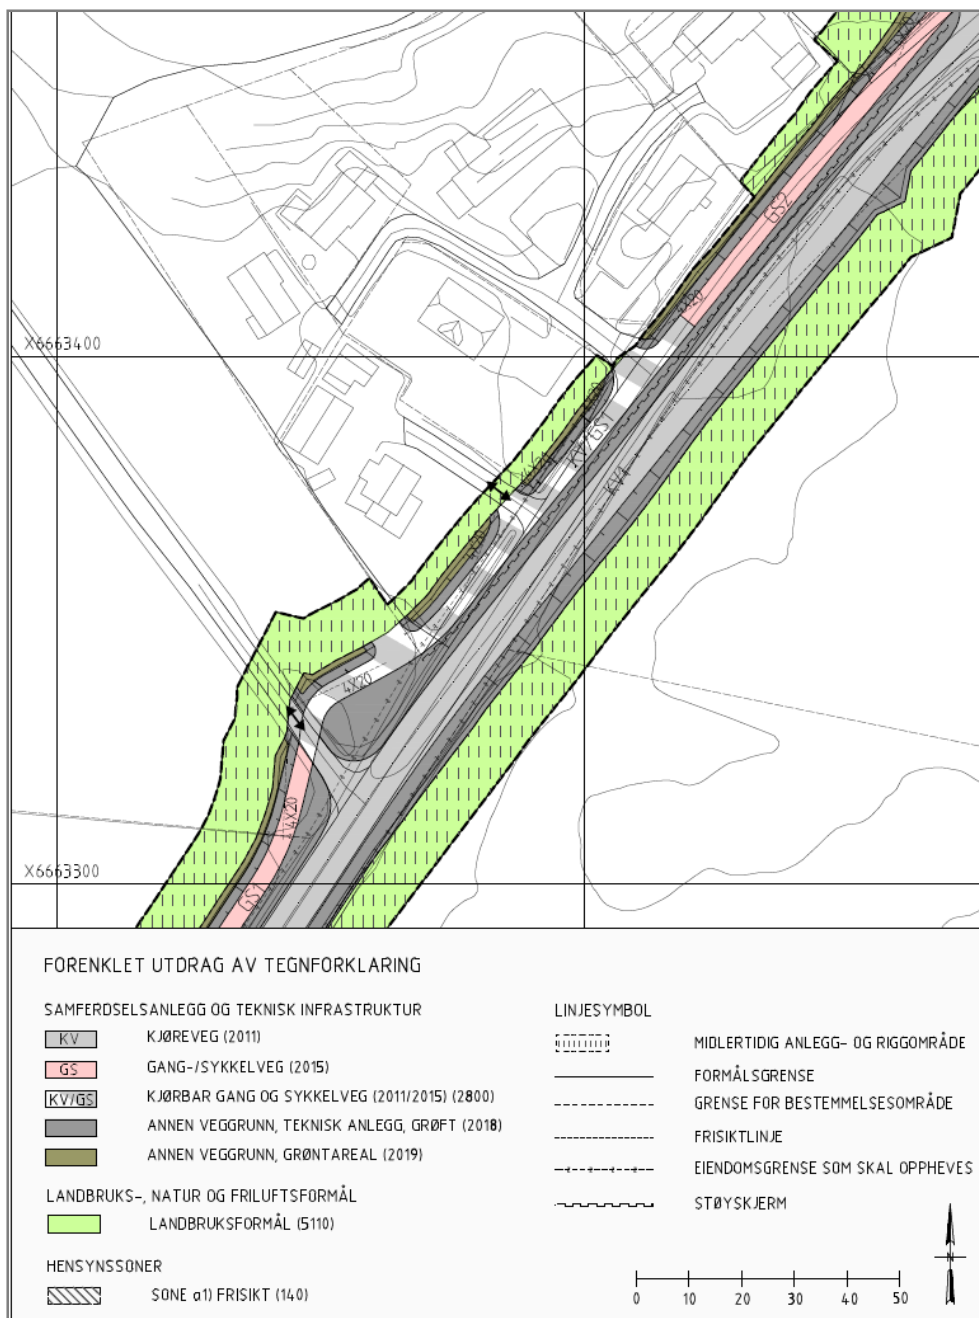 GS2
4X20
X6663400
KV/GS1
KV1
4X20
4X20
X6663300
GS1
FORENKLET UTDRAG AV TEGNFORKLARING
SAMFERDSELSANLEGG OG TEKNISK INFRASTRUKTUR
KV KJØREVEG (2011)
GS GANG-/SYKKELVEG (2015)
KV/GS KJØRBAR GANG OG SYKKELVEG (2011/2015) (2800)
ANNEN VEGGRUNN, TEKNISK ANLEGG, GRØFT (2018)
ANNEN VEGGRUNN, GRØNTAREAL (2019)
LANDBRUKS-, NATUR OG FRILUFTSFORMÅL
LANDBRUKSFORMÅL (5110)
HENSYNSSONER
SONE a1) FRISIKT (140)
LINJESYMBOL
MIDLERTIDIG ANLEGG- OG RIGGOMRÅDE
FORMÅLSGRENSE
GRENSE FOR BESTEMMELSESOMRÅDE
FRISIKTLINJE
EIENDOMSGRENSE SOM SKAL OPPHEVES
STØYSKJERM
N
0 10 20 30 40 50